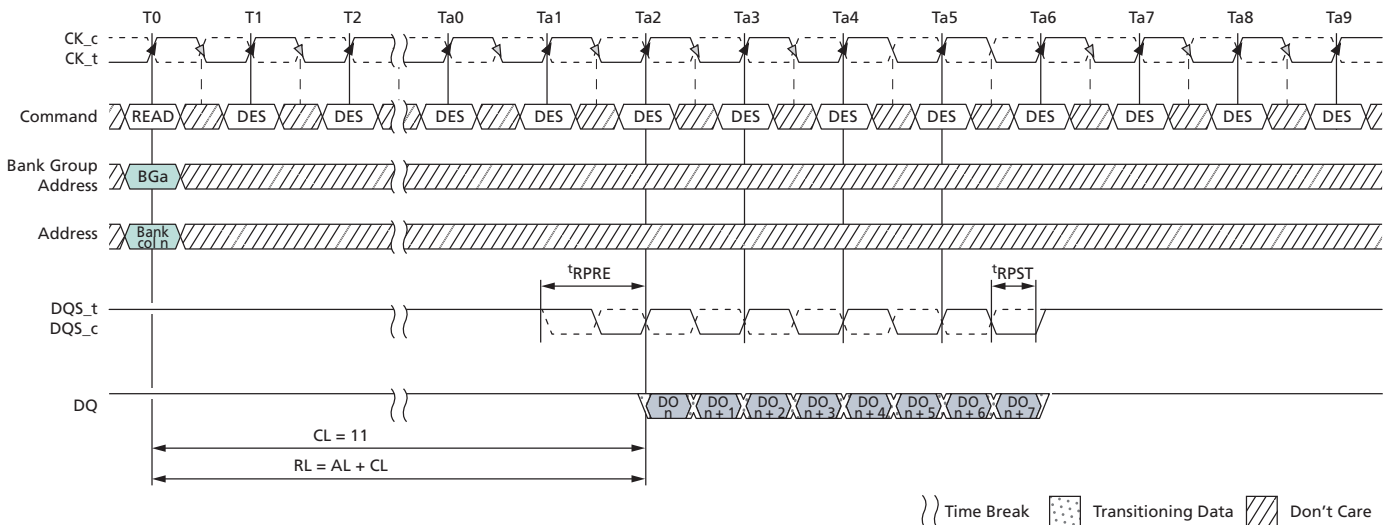 T0 T1 T2 Ta0 Ta1 Ta2 Ta3 Ta4 Ta5 Ta6 Ta7 Ta8 Ta9
CK_c
CK_t
Command READ DES DES DES DES DES DES DES DES DES DES DES DES
Bank Group
Address
BGa
Address
Bank
col n
tRPRE tRPST
DQS_t
DQS_c
DQ
DO
n
DO
n + 1
DO
n + 2
DO
n + 3
DO
n + 4
DO
n + 5
DO
n + 6
DO
n + 7
CL = 11
RL = AL + CL
Time Break Transitioning Data Don't Care